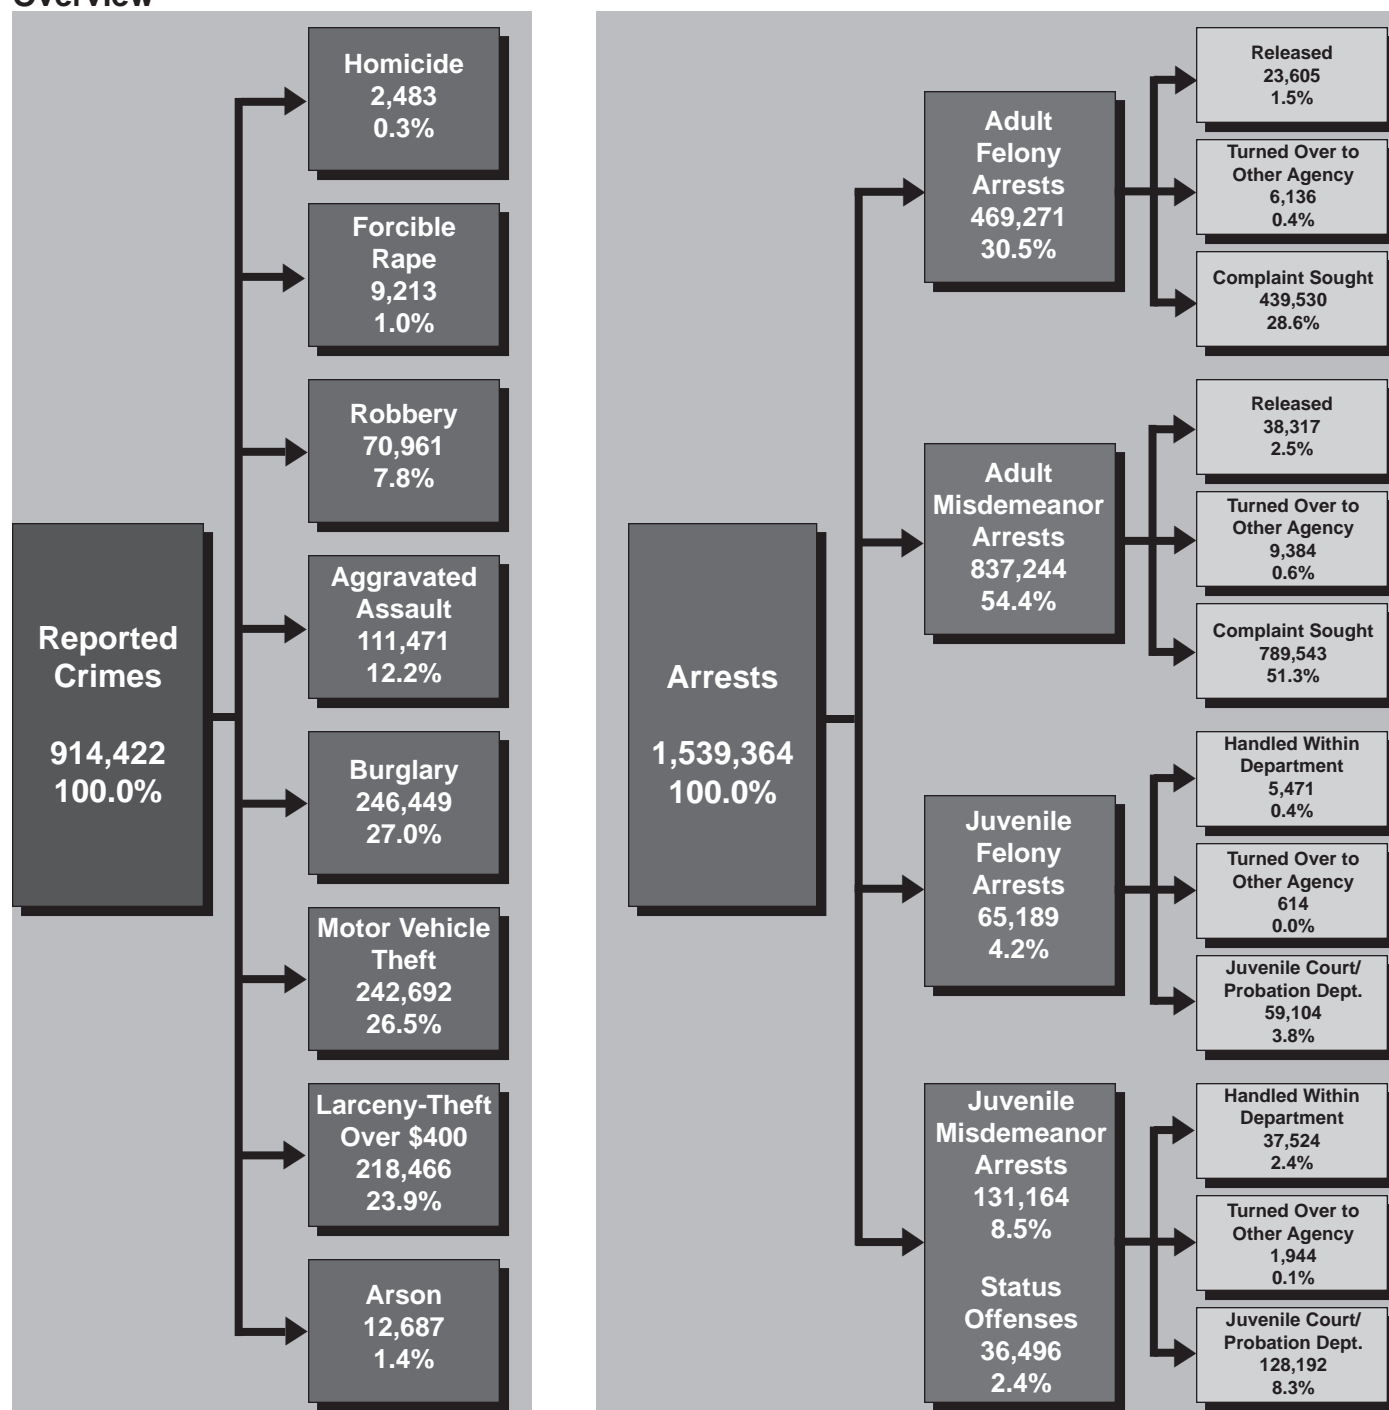 Overview
Reported
Crimes
914,422
100.0%
Homicide
2,483
0.3%
Forcible
Rape
9,213
1.0%
Robbery
70,961
7.8%
Aggravated
Assault
111,471
12.2%
Burglary
246,449
27.0%
Motor Vehicle
Theft
242,692
26.5%
Larceny-Theft
Over $400
218,466
23.9%
Arson
12,687
1.4%
Arrests
1,539,364
100.0%
Adult
Felony
Arrests
469,271
30.5%
Released
23,605
1.5%
Turned Over to
Other Agency
6,136
0.4%
Complaint Sought
439,530
28.6%
Adult
Misdemeanor
Arrests
837,244
54.4%
Released
38,317
2.5%
Turned Over to
Other Agency
9,384
0.6%
Complaint Sought
789,543
51.3%
Juvenile
Felony
Arrests
65,189
4.2%
Handled Within
Department
5,471
0.4%
Turned Over to
Other Agency
614
0.0%
Juvenile Court/
Probation Dept.
59,104
3.8%
Juvenile
Misdemeanor
Arrests
131,164
8.5%
Status
Offenses
36,496
2.4%
Handled Within
Department
37,524
2.4%
Turned Over to
Other Agency
1,944
0.1%
Juvenile Court/
Probation Dept.
128,192
8.3%